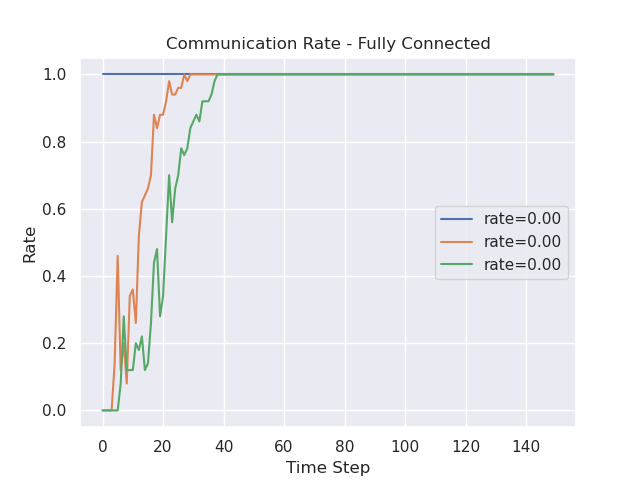 Communication Rate - Fully Connected
1.0
0.8
0.6
0.4
0.2
0.0
Rate
rate=0.00
rate=0.00
rate=0.00
0 20 40 60 80 100 120 140
Time Step